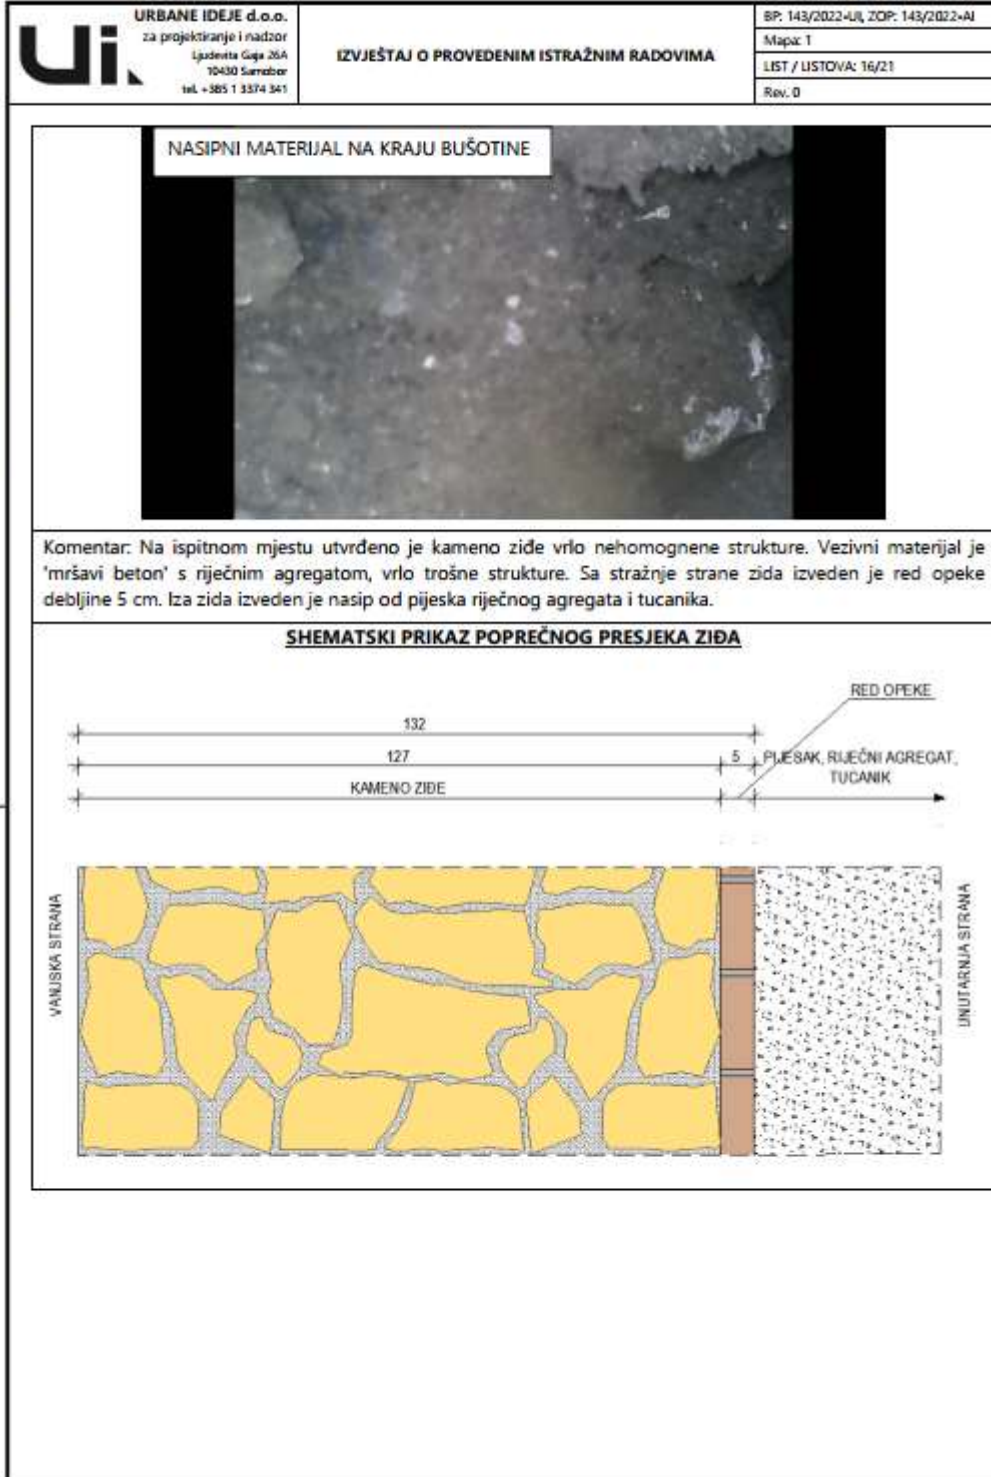 Ui.
URBANE IDEJE d.o.o.
za projektiranje i nadzor
Ljudevita Gaja 26A
10430 Samobor
tel. +385 1 3374 341
IZVJEŠTAJ O PROVEDENIM ISTRAŽNIM RADOVIMA
BP: 143/2022-UI, ZOP: 143/2022-AI
Mapa: 1
LIST / LISTOVA: 16/21
Rev. 0
NASIPNI MATERIJAL NA KRAJU BUŠOTINE
Komentar: Na ispitnom mjestu utvrđeno je kameno ziđe vrlo nehomognene strukture. Vezivni materijal je
'mršavi beton' s riječnim agregatom, vrlo trošne strukture. Sa stražnje strane zida izveden je red opeke
debljine 5 cm. Iza zida izveden je nasip od pijeska riječnog agregata i tucanika.
SHEMATSKI PRIKAZ POPREČNOG PRESJEKA ZIĐA
RED OPEKE
132
127
5
PIJESAK, RIJEČNI AGREGAT,
TUCANIK
KAMENO ZIĐE
VANJSKA STRANA
UNUTARNJA STRANA